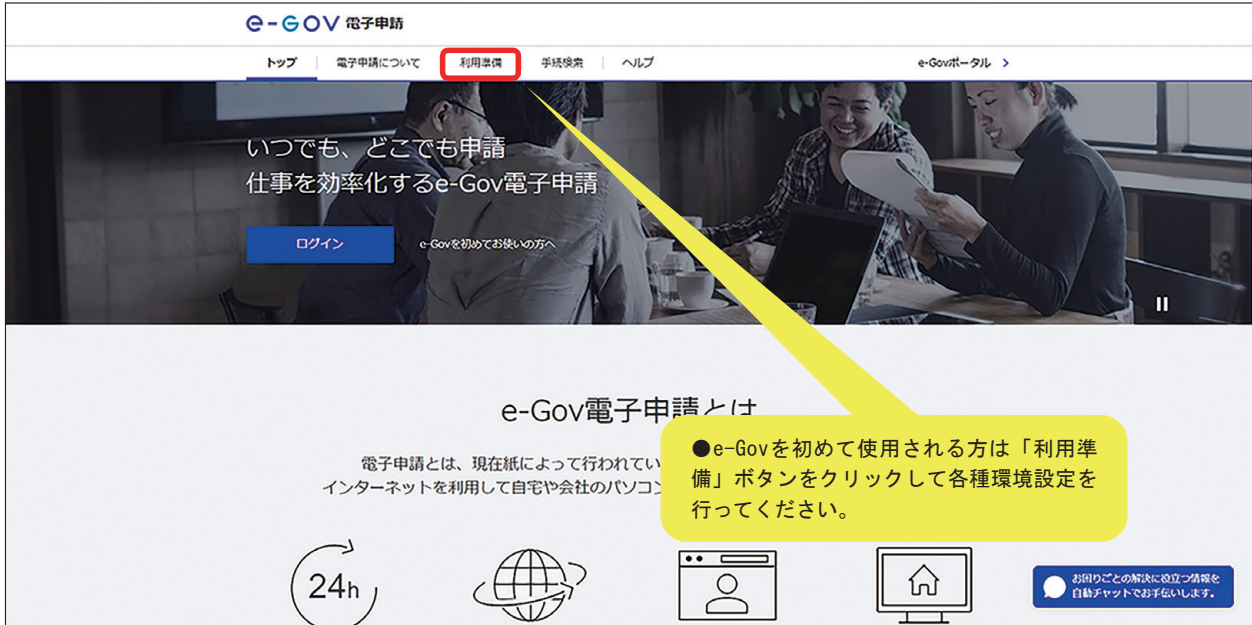 e-GOV 電子申請
トップ 電子申請について 利用準備 手続検索 ヘルプ e-Govポータル
いつでも、どこでも申請
仕事を効率化するe-Gov電子申請
ログイン e-Govを初めてお使いの方へ
e-Gov電子申請とは
電子申請とは、現在紙によって行われてい
インターネットを利用して自宅や会社のパソコン
●e-Govを初めて使用される方は「利用準
備」ボタンをクリックして各種環境設定を
行ってください。
24h
お困りごとの解決に役立つ情報を
自動チャットでお手伝いします。